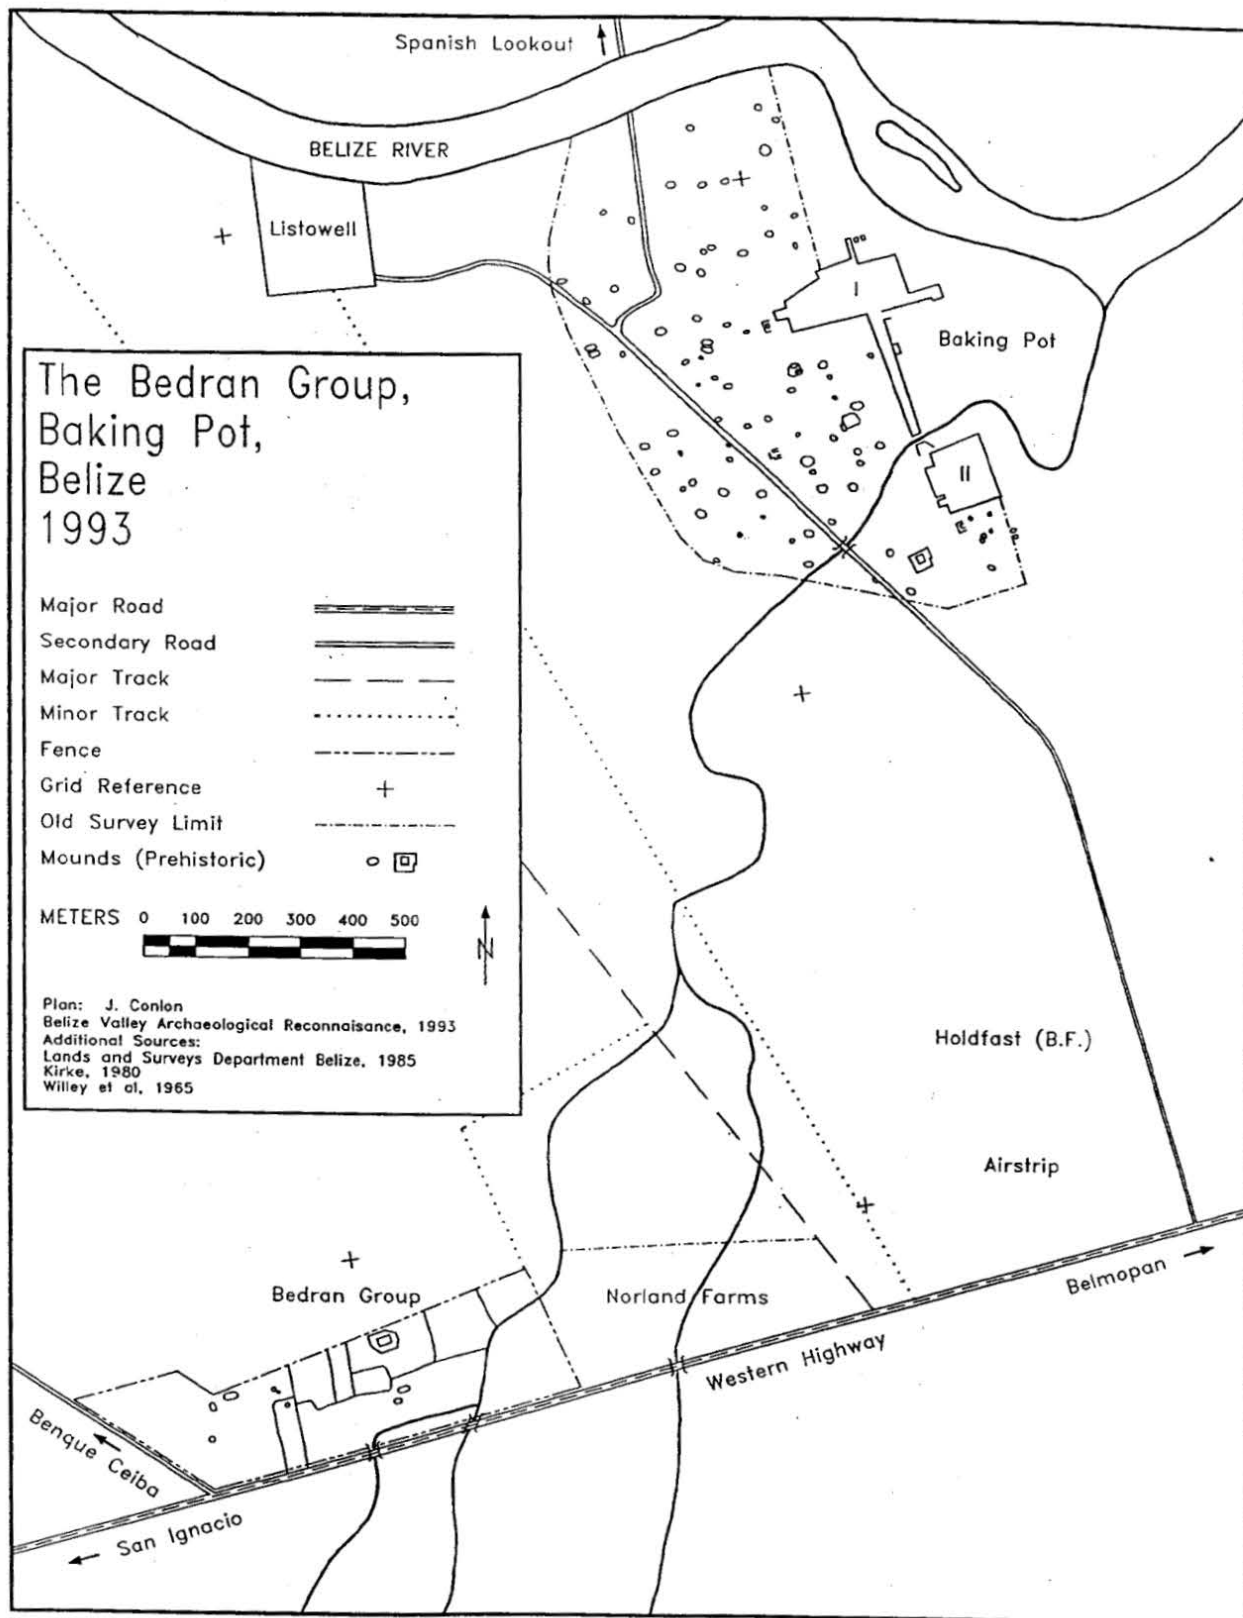 Spanish Lookout
BELIZE RIVER
Listowell
I
Baking Pot
II
The Bedran Group,
Baking Pot,
Belize
1993
Major Road
Secondary Road
Major Track
Minor Track
Fence
Grid Reference
Old Survey Limit
Mounds (Prehistoric)
METERS 0 100 200 300 400 500
N
Plan: J. Conlon
Belize Valley Archaeological Reconnaisance, 1993
Additional Sources:
Lands and Surveys Department Belize, 1985
Kirke, 1980
Willey et al, 1965
Holdfast (B.F.)
Airstrip
Belmopan
Bedran Group
Norland Farms
Western Highway
Benque Ceiba
San Ignacio